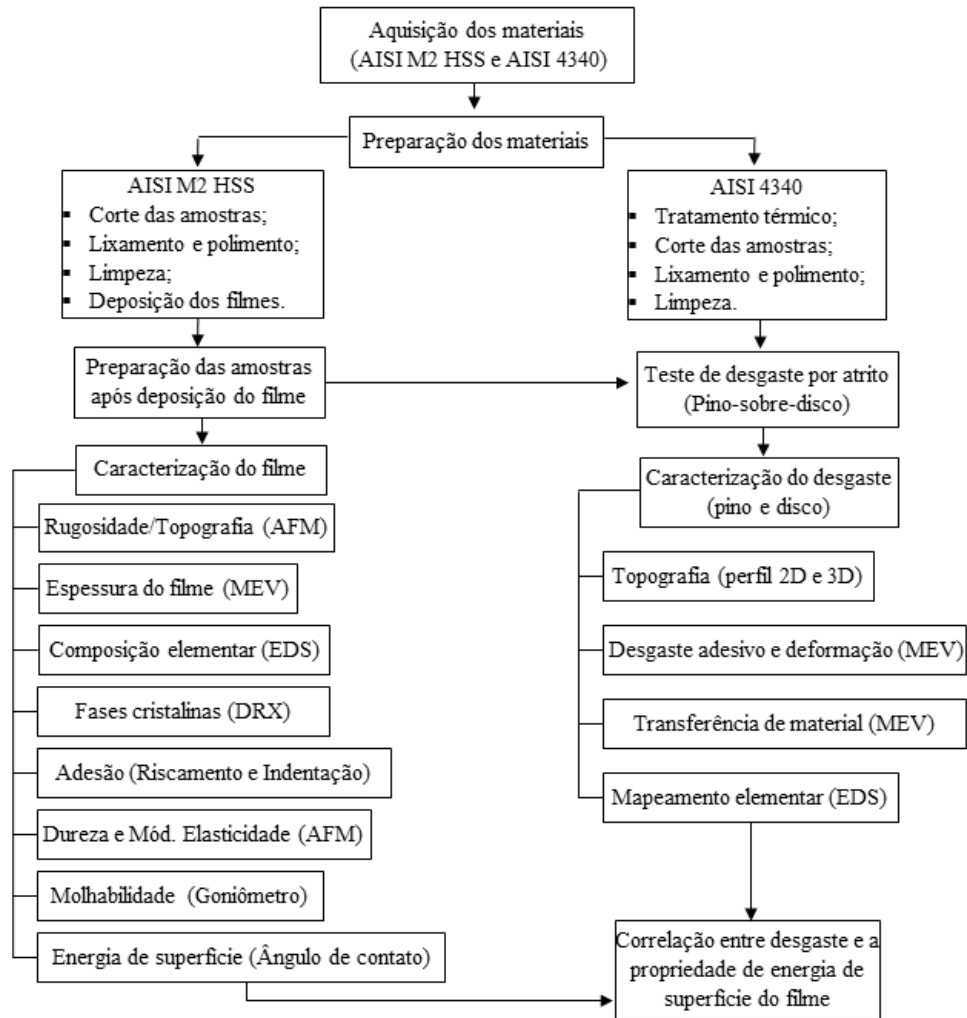 Aquisição dos materiais
(AISI M2 HSS e AISI 4340)
Preparação dos materiais
AISI M2 HSS
▪ Corte das amostras;
▪ Lixamento e polimento;
▪ Limpeza;
▪ Deposição dos filmes.
AISI 4340
▪ Tratamento térmico;
▪ Corte das amostras;
▪ Lixamento e polimento;
▪ Limpeza.
Preparação das amostras
após deposição do filme
Teste de desgaste por atrito
(Pino-sobre-disco)
Caracterização do filme
Rugosidade/Topografia (AFM)
Espessura do filme (MEV)
Composição elementar (EDS)
Fases cristalinas (DRX)
Adesão (Riscamento e Indentação)
Dureza e Mód. Elasticidade (AFM)
Molhabilidade (Goniômetro)
Energia de superfície (Ângulo de contato)
Caracterização do desgaste
(pino e disco)
Topografia (perfil 2D e 3D)
Desgaste adesivo e deformação (MEV)
Transferência de material (MEV)
Mapeamento elementar (EDS)
Correlação entre desgaste e a
propriedade de energia de
superfície do filme